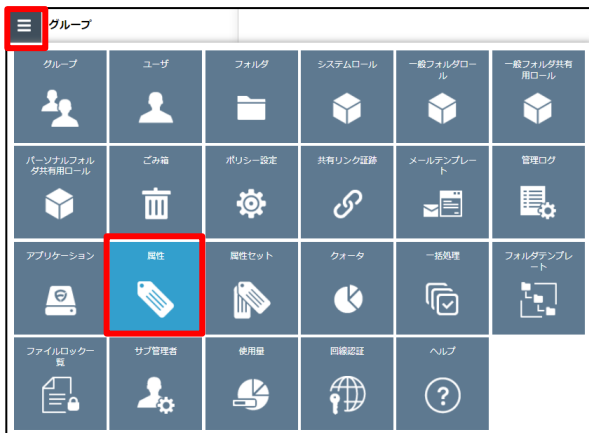 グループ
グループ
ユーザ
フォルダ
システムロール
一般フォルダロー
ル
一般フォルダ共有
用ロール
パーソナルフォル
ダ共有用ロール
ごみ箱
ポリシー設定
共有リンク証跡
メールテンプレー
ト
管理ログ
アプリケーション
属性
属性セット
クォータ
一括処理
フォルダテンプレ
ート
ファイルロック一
覧
サブ管理者
使用量
回線認証
ヘルプ